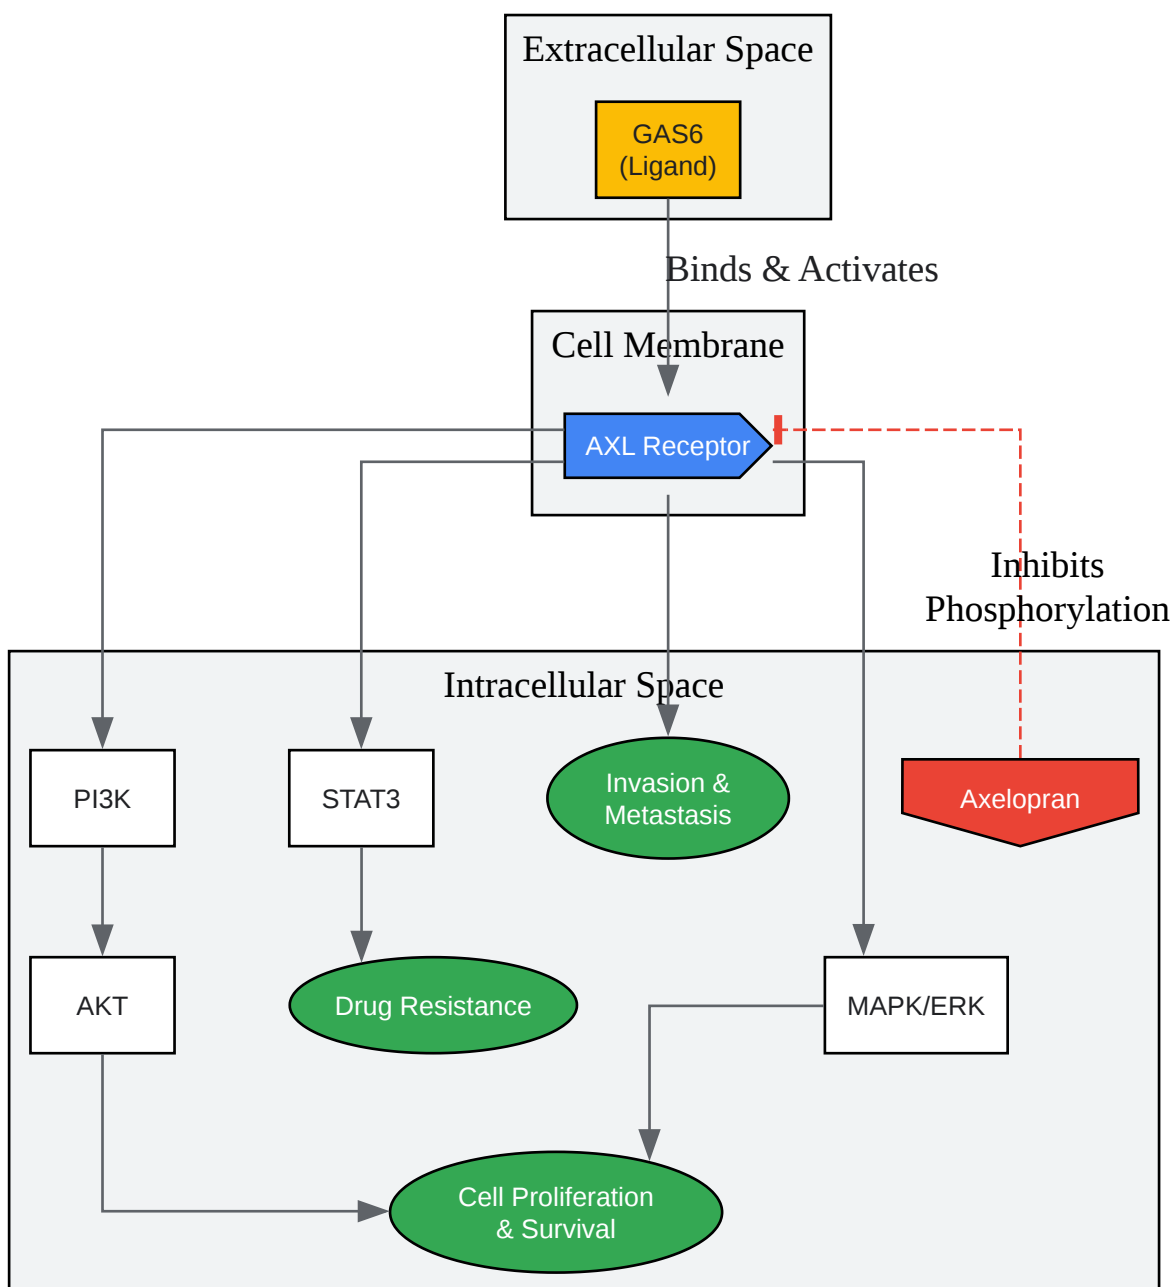 Extracellular Space
GAS6
(Ligand)
Binds & Activates
Cell Membrane
AXL Receptor
Inhibits
Phosphorylation
Intracellular Space
PI3K
STAT3
Invasion &
Metastasis
Axelopran
AKT
Drug Resistance
MAPK/ERK
Cell Proliferation
& Survival